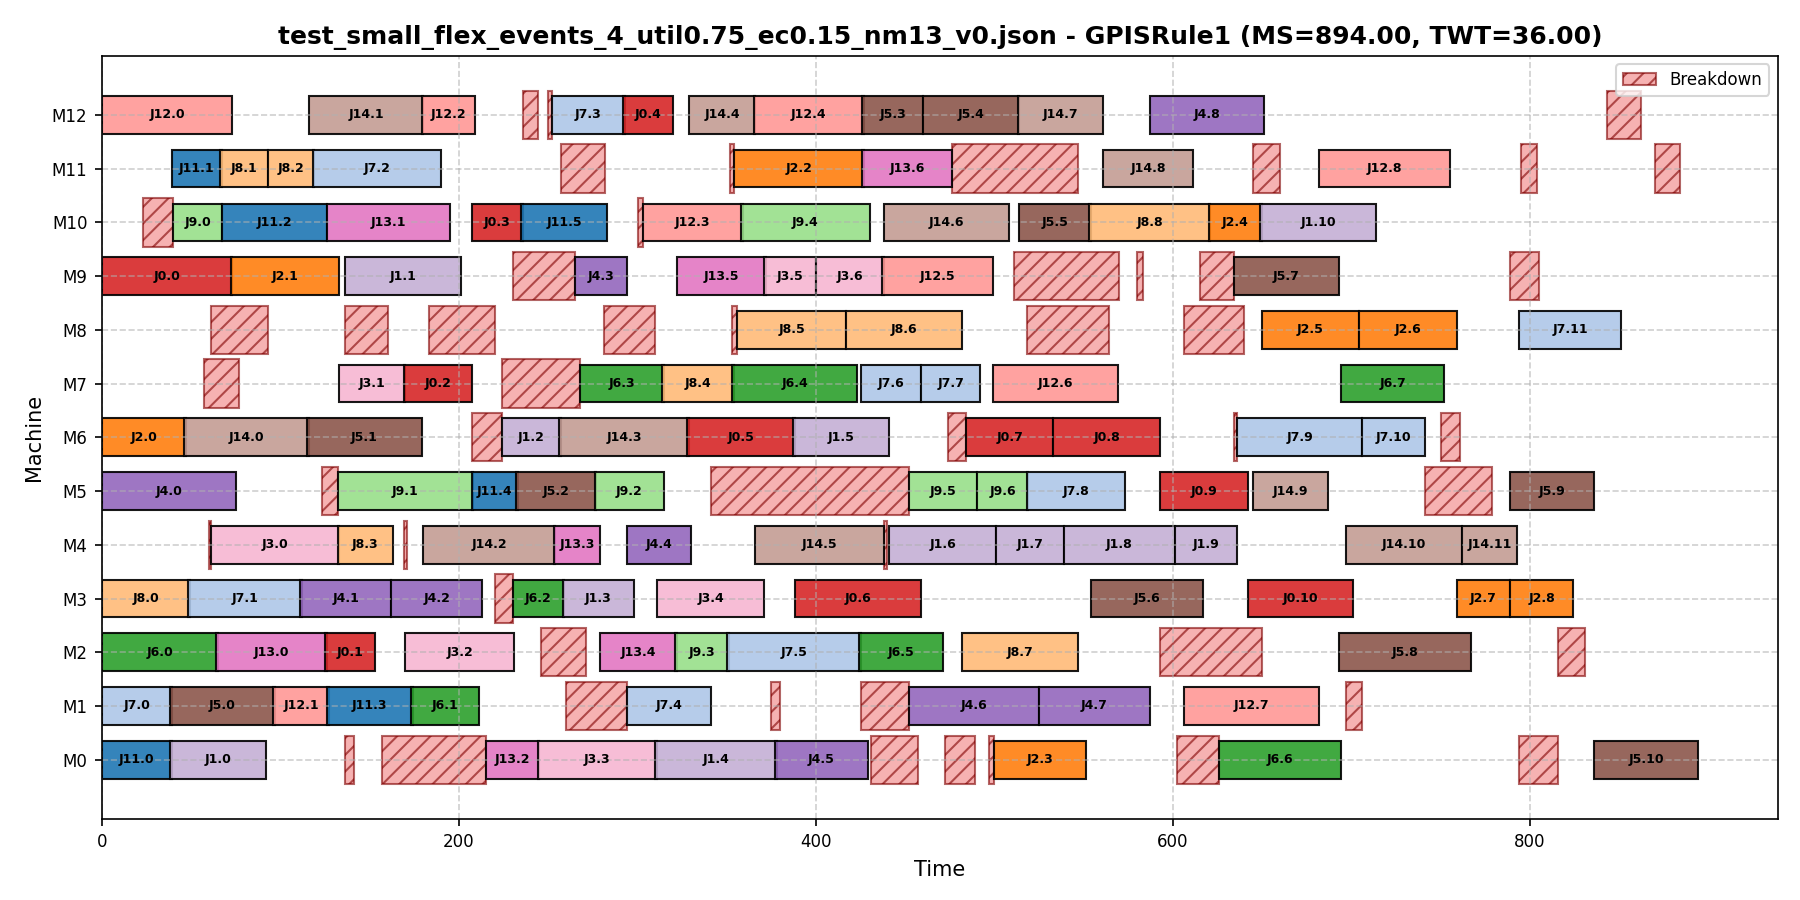 test_small_flex_events_4_util0.75_ec0.15_nm13_v0.json - GPISRule1 (MS=894.00, TWT=36.00)
Breakdown
M12 J12.0 J14.1 J12.2 J7.3 J0.4 J14.4 J12.4 J5.3 J5.4 J14.7 J4.8
M11 J11.1 J8.1 J8.2 J7.2 J2.2 J13.6 J14.8 J12.8
M10 J9.0 J11.2 J13.1 J0.3 J11.5 J12.3 J9.4 J14.6 J5.5 J8.8 J2.4 J1.10
M9 J0.0 J2.1 J1.1 J4.3 J13.5 J3.5 J3.6 J12.5 J5.7
M8 J8.5 J8.6 J2.5 J2.6 J7.11
M7 J3.1 J0.2 J6.3 J8.4 J6.4 J7.6 J7.7 J12.6 J6.7
M6 J2.0 J14.0 J5.1 J1.2 J14.3 J0.5 J1.5 J0.7 J0.8 J7.9 J7.10
M5 J4.0 J9.1 J11.4 J5.2 J9.2 J9.5 J9.6 J7.8 J0.9 J14.9 J5.9
M4 J3.0 J8.3 J14.2 J13.3 J4.4 J14.5 J1.6 J1.7 J1.8 J1.9 J14.10 J14.11
M3 J8.0 J7.1 J4.1 J4.2 J6.2 J1.3 J3.4 J0.6 J5.6 J0.10 J2.7 J2.8
M2 J6.0 J13.0 J0.1 J3.2 J13.4 J9.3 J7.5 J6.5 J8.7 J5.8
M1 J7.0 J5.0 J12.1 J11.3 J6.1 J7.4 J4.6 J4.7 J12.7
M0 J11.0 J1.0 J13.2 J3.3 J1.4 J4.5 J2.3 J6.6 J5.10
0 200 400 600 800
Time
Machine